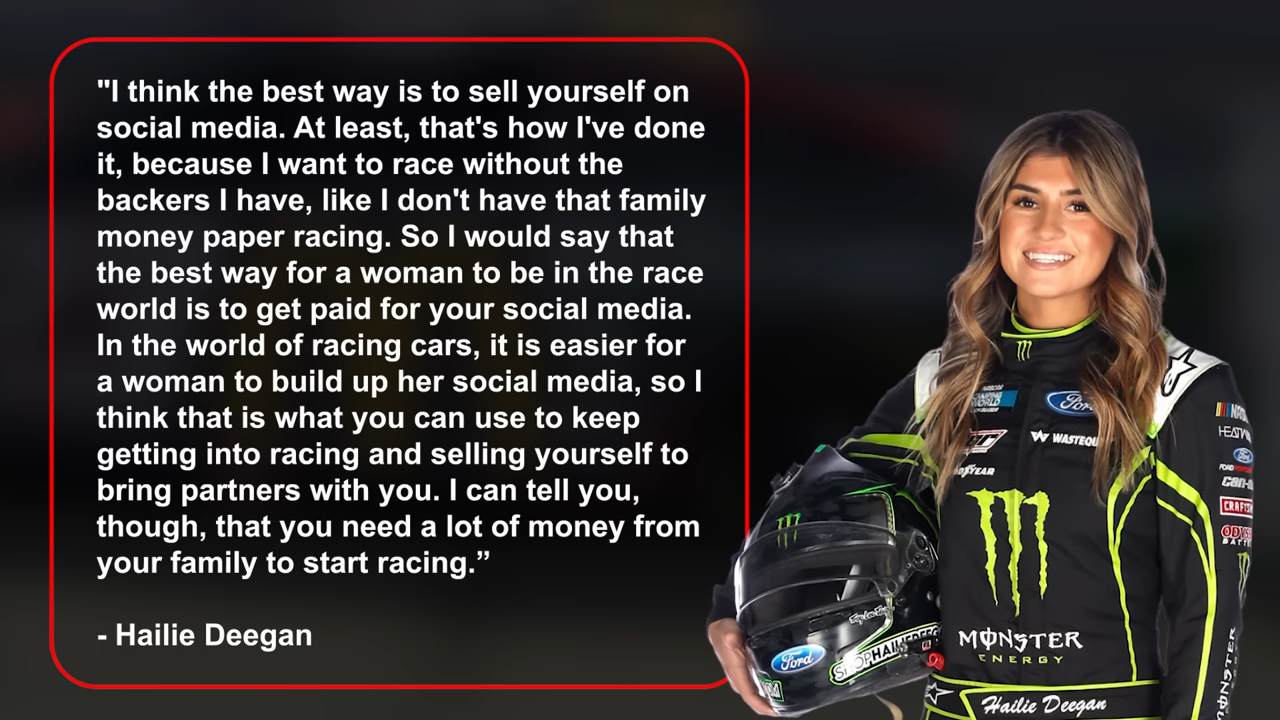 "I think the best way is to sell yourself on
social media. At least, that's how I've done
it, because I want to race without the
backers I have, like I don't have that family
money paper racing. So I would say that
the best way for a woman to be in the race
world is to get paid for your social media.
In the world of racing cars, it is easier for
a woman to build up her social media, so I
think that is what you can use to keep
getting into racing and selling yourself to
bring partners with you. I can tell you,
though, that you need a lot of money from
your family to start racing.”
- Hailie Deegan
Ford
WASTEQU
MONSTER
ENERGY
Hailie Deegan
Ford
Ford